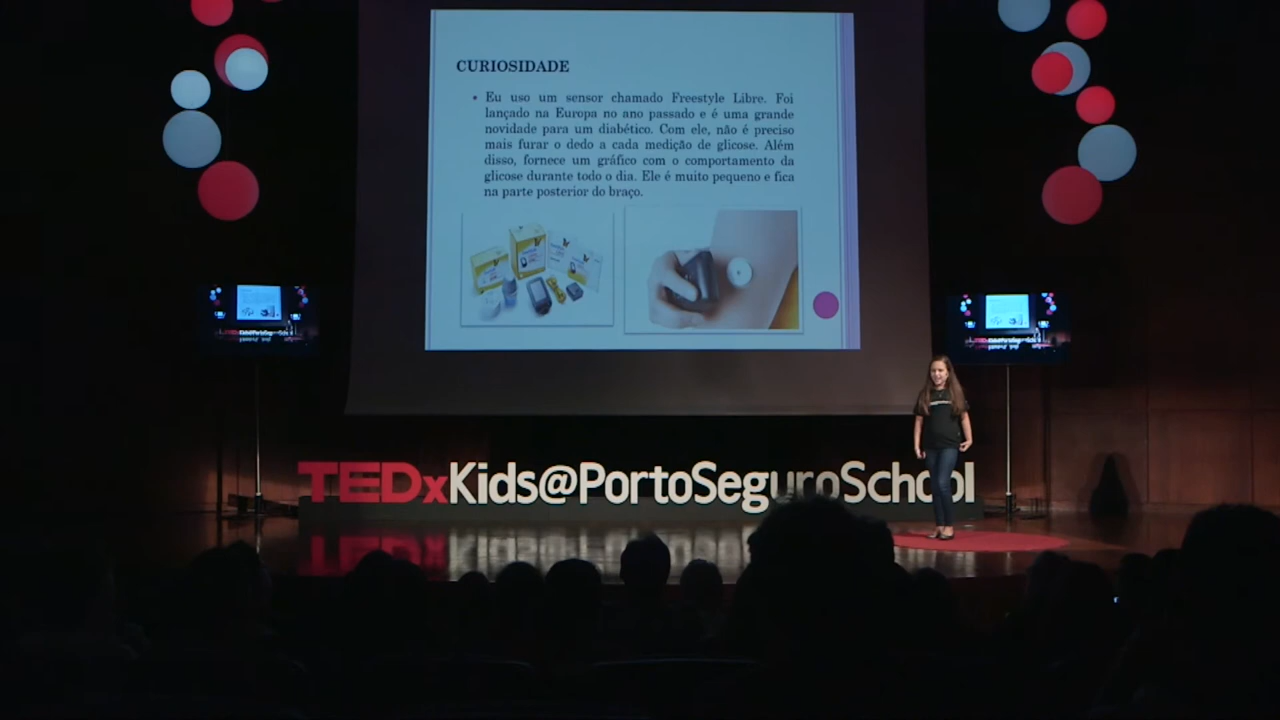 CURIOSIDADE
• Eu uso um sensor chamado Freestyle Libre. Foi
lançado na Europa no ano passado e é uma grande
novidade para um diabético. Com ele, não é preciso
mais furar o dedo a cada medição de glicose. Além
disso, fornece um gráfico com o comportamento da
glicose durante todo o dia. Ele é muito pequeno e fica
na parte posterior do braço.
TEDxKids@PortoSeguroSchool